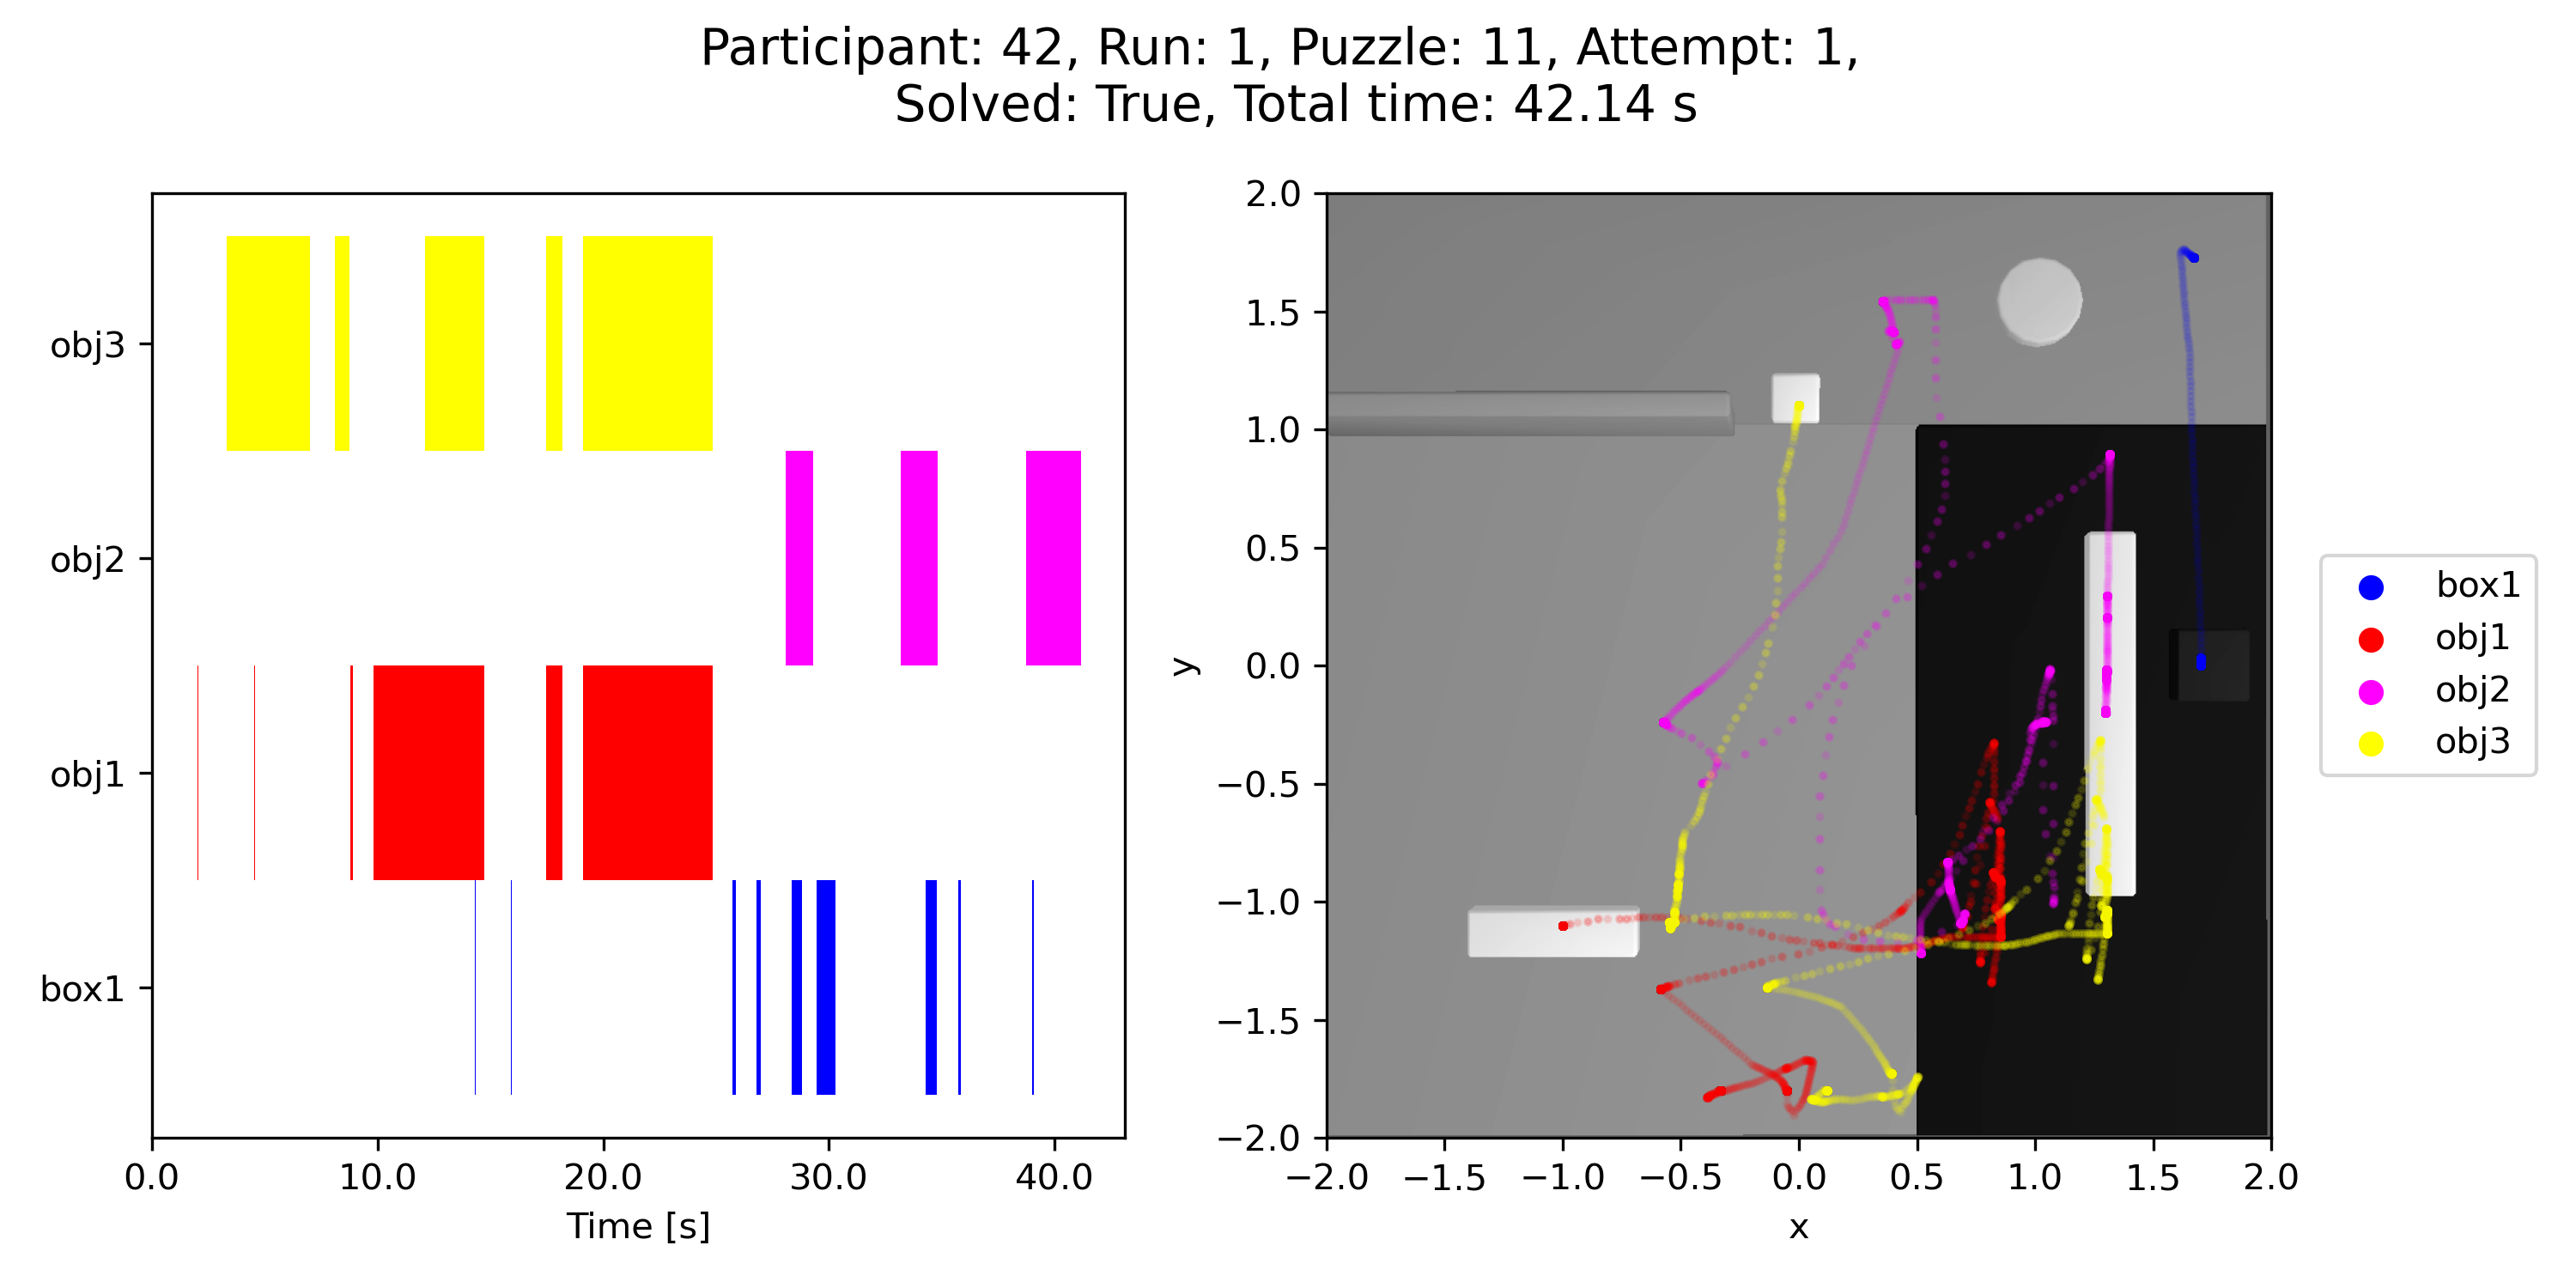 Participant: 42, Run: 1, Puzzle: 11, Attempt: 1,
Solved: True, Total time: 42.14 s
obj3
obj2
obj1
box1
0.0 10.0 20.0 30.0 40.0
Time [s]
2.0
1.5
1.0
0.5
0.0
−0.5
−1.0
−1.5
−2.0
y
−2.0 −1.5 −1.0 −0.5 0.0 0.5 1.0 1.5 2.0
x
box1
obj1
obj2
obj3